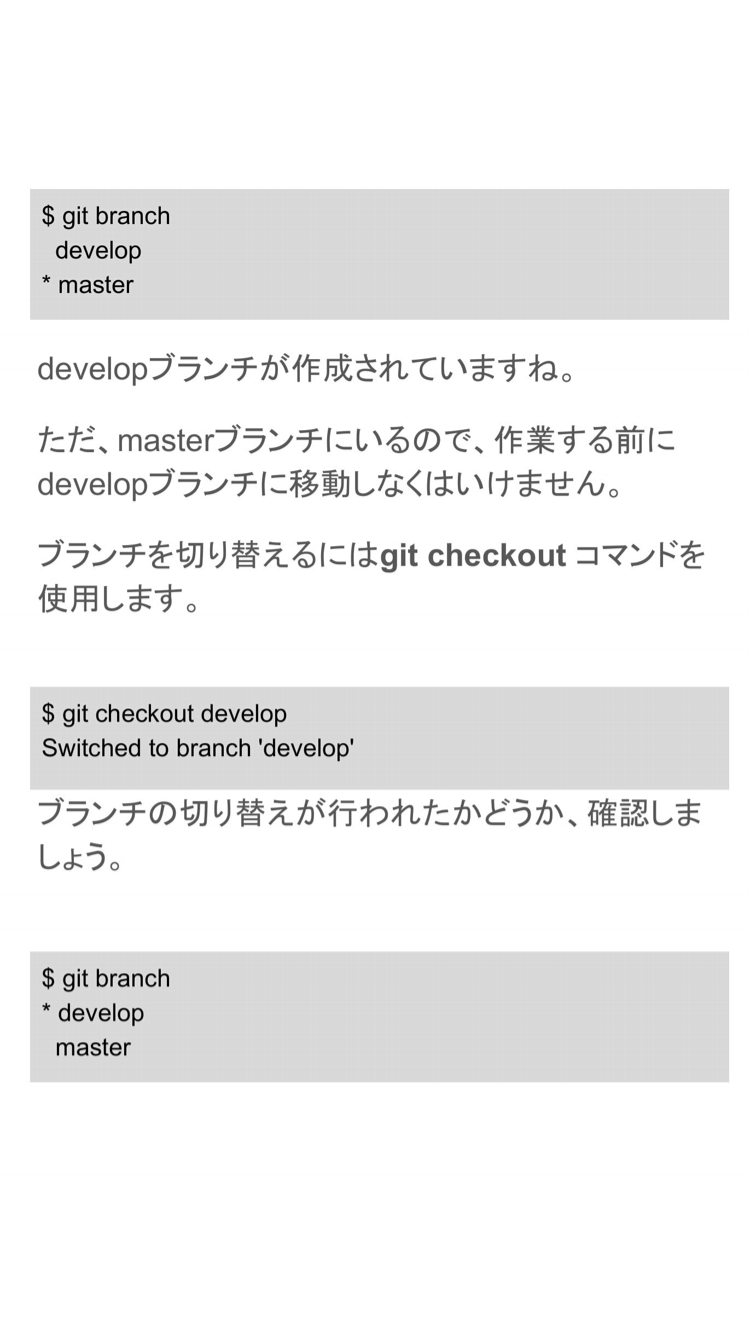 $ git branch
  develop
* master
developブランチが作成されていますね。
ただ、masterブランチにいるので、作業する前に
developブランチに移動しなくはいけません。
ブランチを切り替えるにはgit checkout コマンドを
使用します。
$ git checkout develop
Switched to branch 'develop'
ブランチの切り替えが行われたかどうか、確認しま
しょう。
$ git branch
* develop
  master